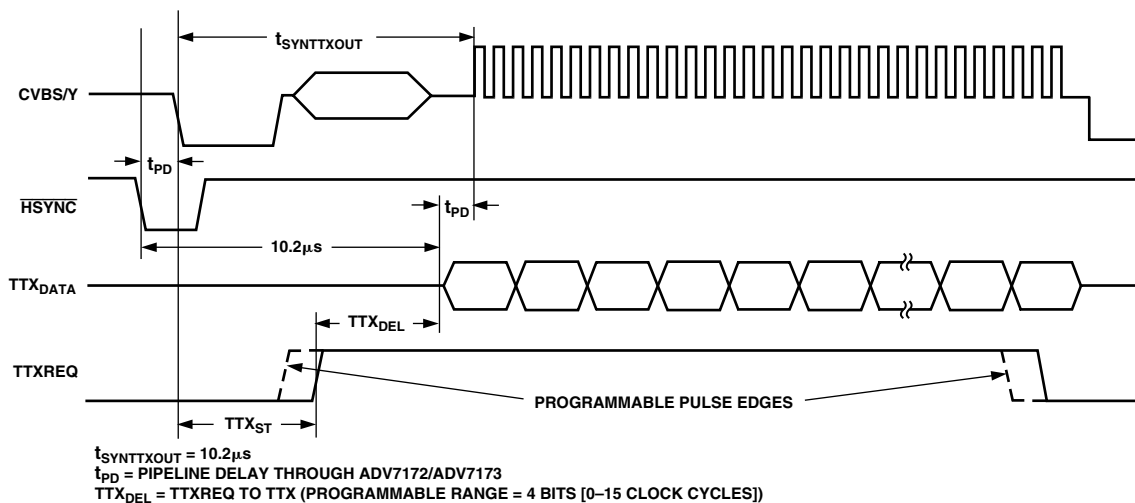 tSYNTTXOUT
CVBS/Y
tPD
HSYNC
tPD
10.2µs
TTXDATA
TTXDEL
TTXREQ
PROGRAMMABLE PULSE EDGES
TTXST
tSYNTTXOUT = 10.2µs
tPD = PIPELINE DELAY THROUGH ADV7172/ADV7173
TTXDEL = TTXREQ TO TTX (PROGRAMMABLE RANGE = 4 BITS [0–15 CLOCK CYCLES])